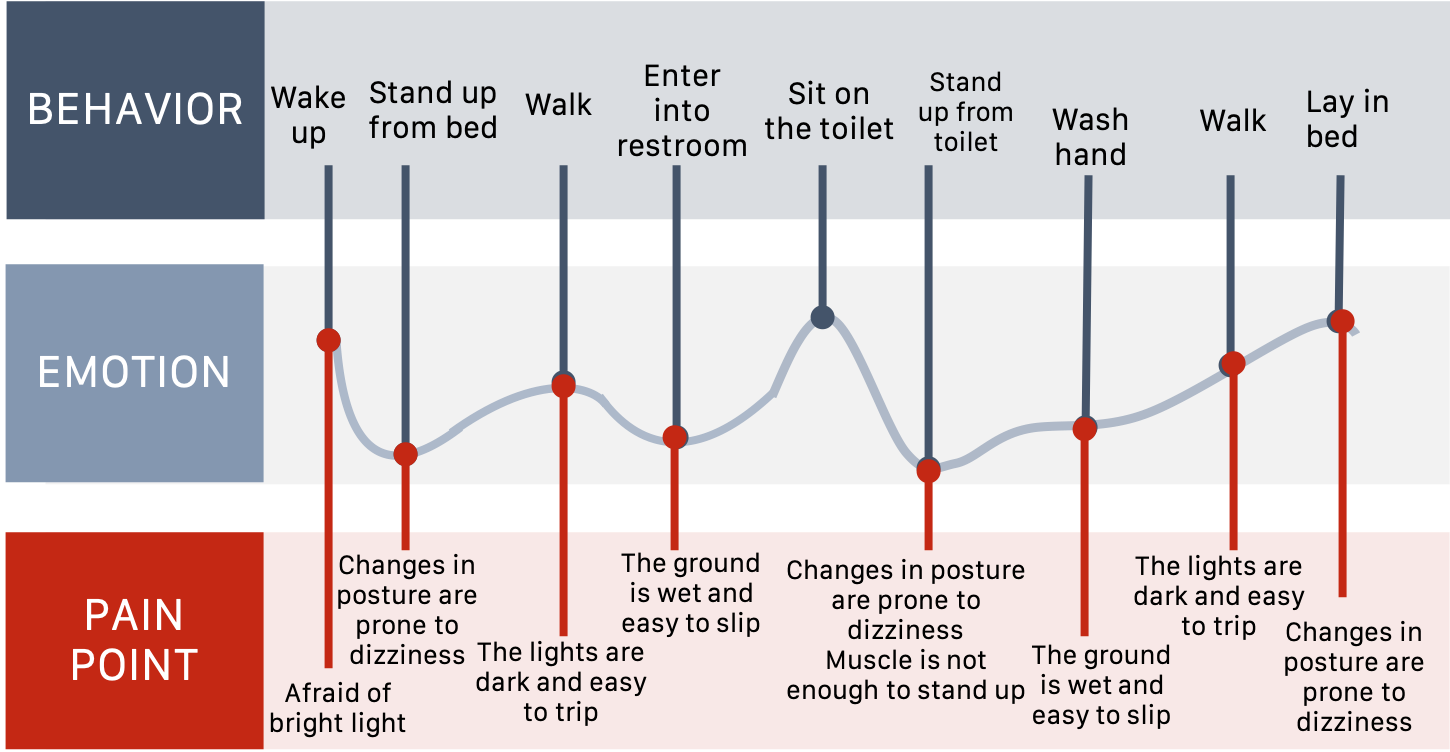 BEHAVIOR
Wake
up
Stand up
from bed
Walk
Enter
into
restroom
Sit on
the toilet
Stand
up from
toilet
Wash
hand
Walk
Lay in
bed
EMOTION
PAIN
POINT
Afraid of
bright light
Changes in
posture are
prone to
dizziness
The lights are
dark and easy
to trip
The ground
is wet and
easy to slip
Changes in posture
are prone to
dizziness
Muscle is not
enough to stand up
The ground
is wet and
easy to slip
The lights are
dark and easy
to trip
Changes in
posture are
prone to
dizziness